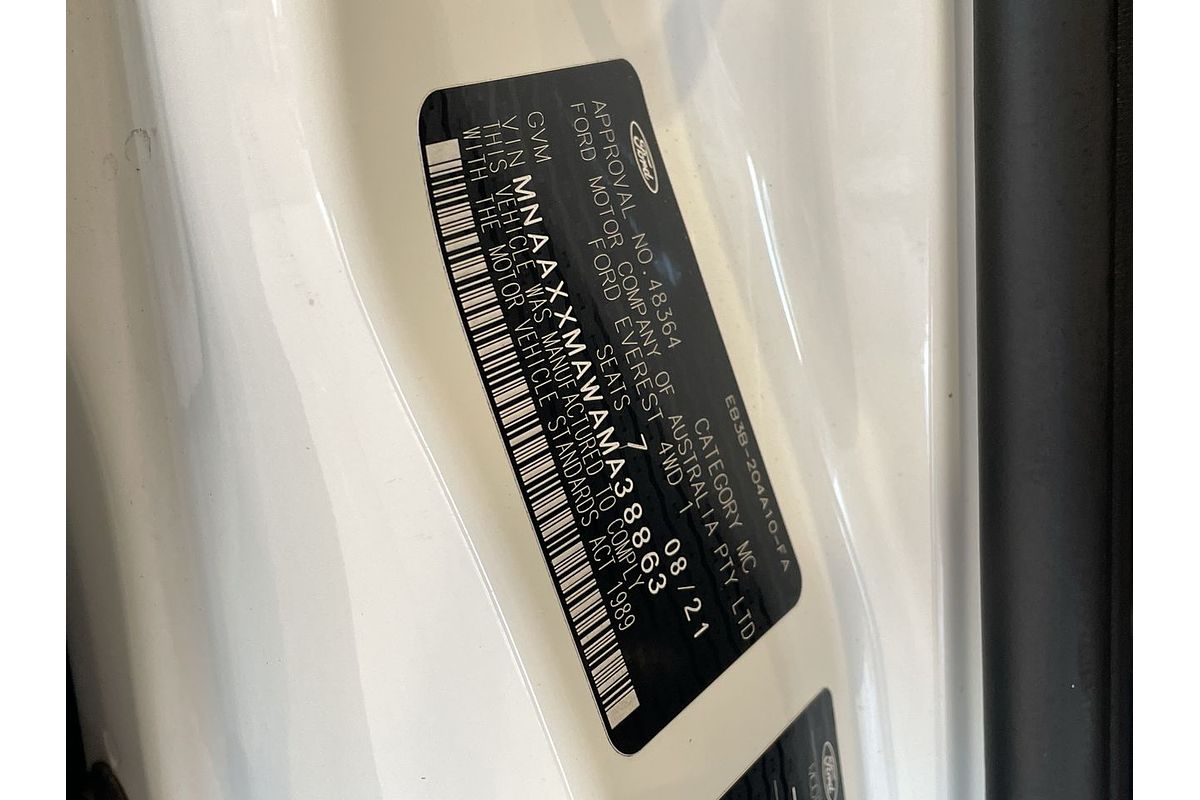 Ford
EB3B-204A10-FA
APPROVAL NO. 48364 CATEGORY MC
FORD MOTOR COMPANY OF AUSTRALIA PTY LTD
FORD EVEREST 4WD 1
GVM SEATS 7 08/21
VIN MNAAXXMAWAMA38863
THIS VEHICLE WAS MANUFACTURED TO COMPLY
WITH THE MOTOR VEHICLE STANDARDS ACT 1989
Ford